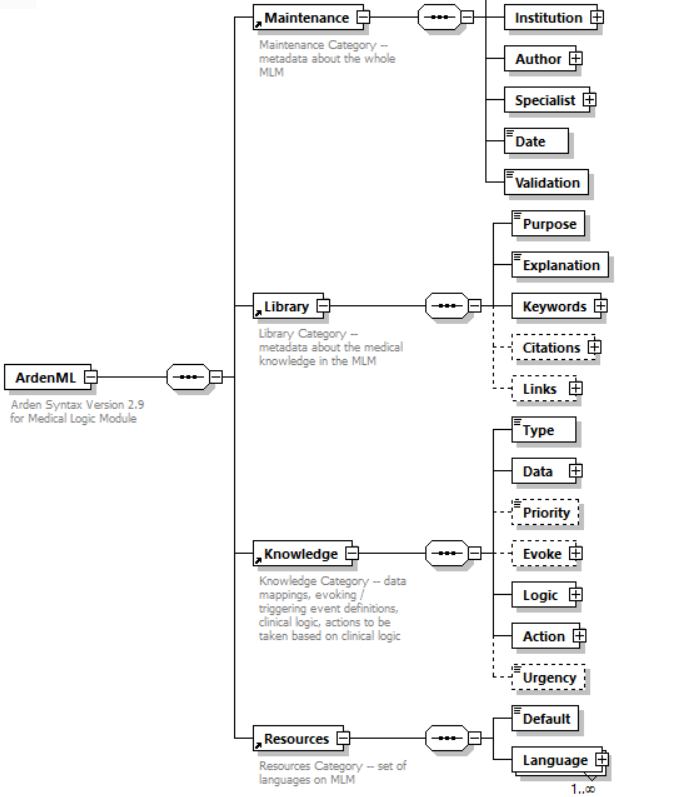 Maintenance
Maintenance Category --
metadata about the whole
MLM
Institution
Author
Specialist
Date
Validation
Library
Library Category --
metadata about the medical
knowledge in the MLM
Purpose
Explanation
Keywords
Citations
Links
ArdenML
Arden Syntax Version 2.9
for Medical Logic Module
Knowledge
Knowledge Category -- data
mappings, evoking /
triggering event definitions,
clinical logic, actions to be
taken based on clinical logic
Type
Data
Priority
Evoke
Logic
Action
Urgency
Resources
Resources Category -- set of
languages on MLM
Default
Language
1..∞